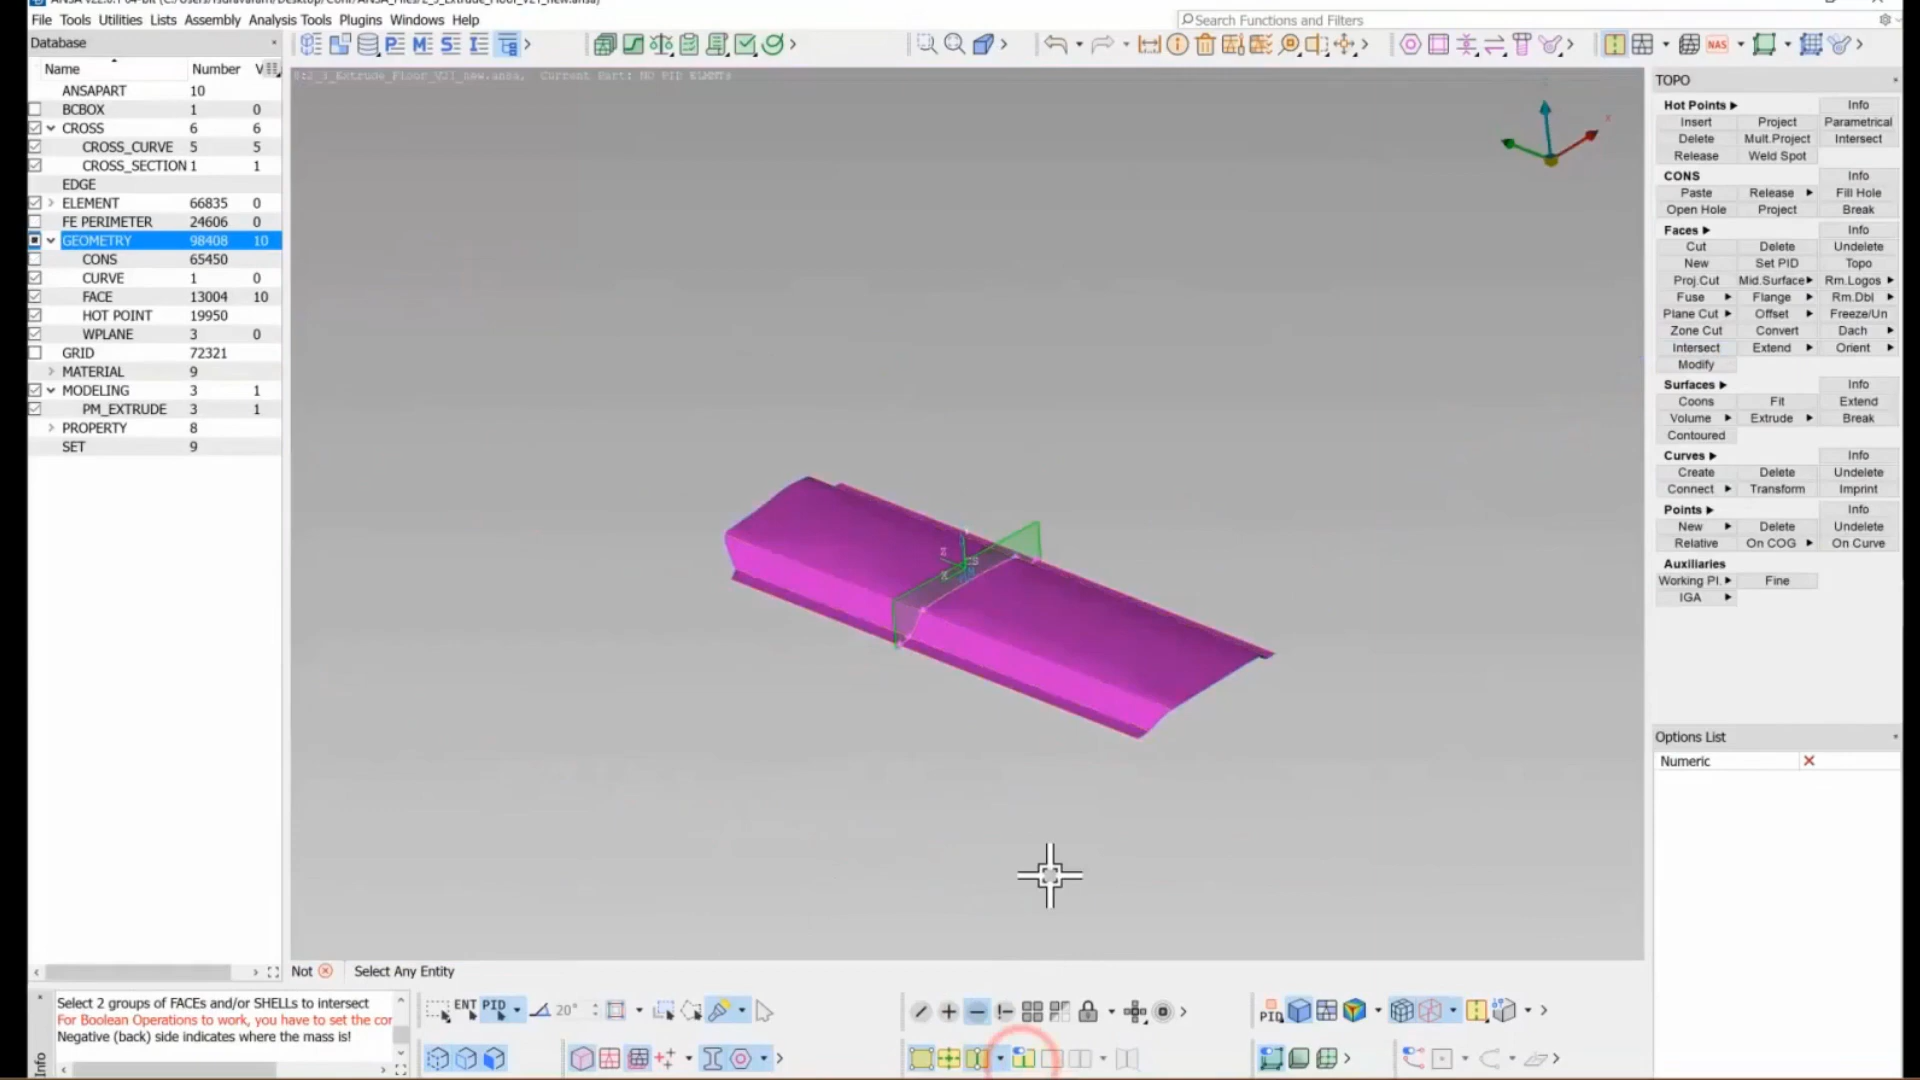 File Tools Utilities Lists Assembly Analysis Tools Plugins Windows Help
Search Functions and Filters
Database
Name Number V
ANSAPART 10
BCBOX 1 0
CROSS 6 6
CROSS_CURVE 5 5
CROSS_SECTION 1 1
EDGE
ELEMENT 66835 0
FE PERIMETER 24606 0
GEOMETRY 98408 10
CONS 65450
CURVE 1 0
FACE 13004 10
HOT POINT 19950
WPLANE 3 0
GRID 72321
MATERIAL 9
MODELING 3 1
PM_EXTRUDE 3 1
PROPERTY 8
SET 9
Current Part: NO PID ELMNTs
NAS
TOPO
Hot Points Info
Insert Project Parametrical
Delete Mult.Project Intersect
Release Weld Spot
CONS Info
Paste Release Fill Hole
Open Hole Project Break
Faces Info
Cut Delete Undelete
New Set PID Topo
Proj.Cut Mid.Surface Rm.Logos
Fuse Flange Rm.Dbl
Plane Cut Offset Freeze/Un
Zone Cut Convert Dach
Intersect Extend Orient
Modify
Surfaces Info
Coons Fit Extend
Volume Extrude Break
Contoured
Curves Info
Create Delete Undelete
Connect Transform Imprint
Points Info
New Delete Undelete
Relative On COG On Curve
Auxiliaries
Working Pl. Fine
IGA
Options List
Numeric
Not Select Any Entity
Select 2 groups of FACEs and/or SHELLs to intersect
For Boolean Operations to work, you have to set the cor
Negative (back) side indicates where the mass is!
Info
ENT PID 20°
PID